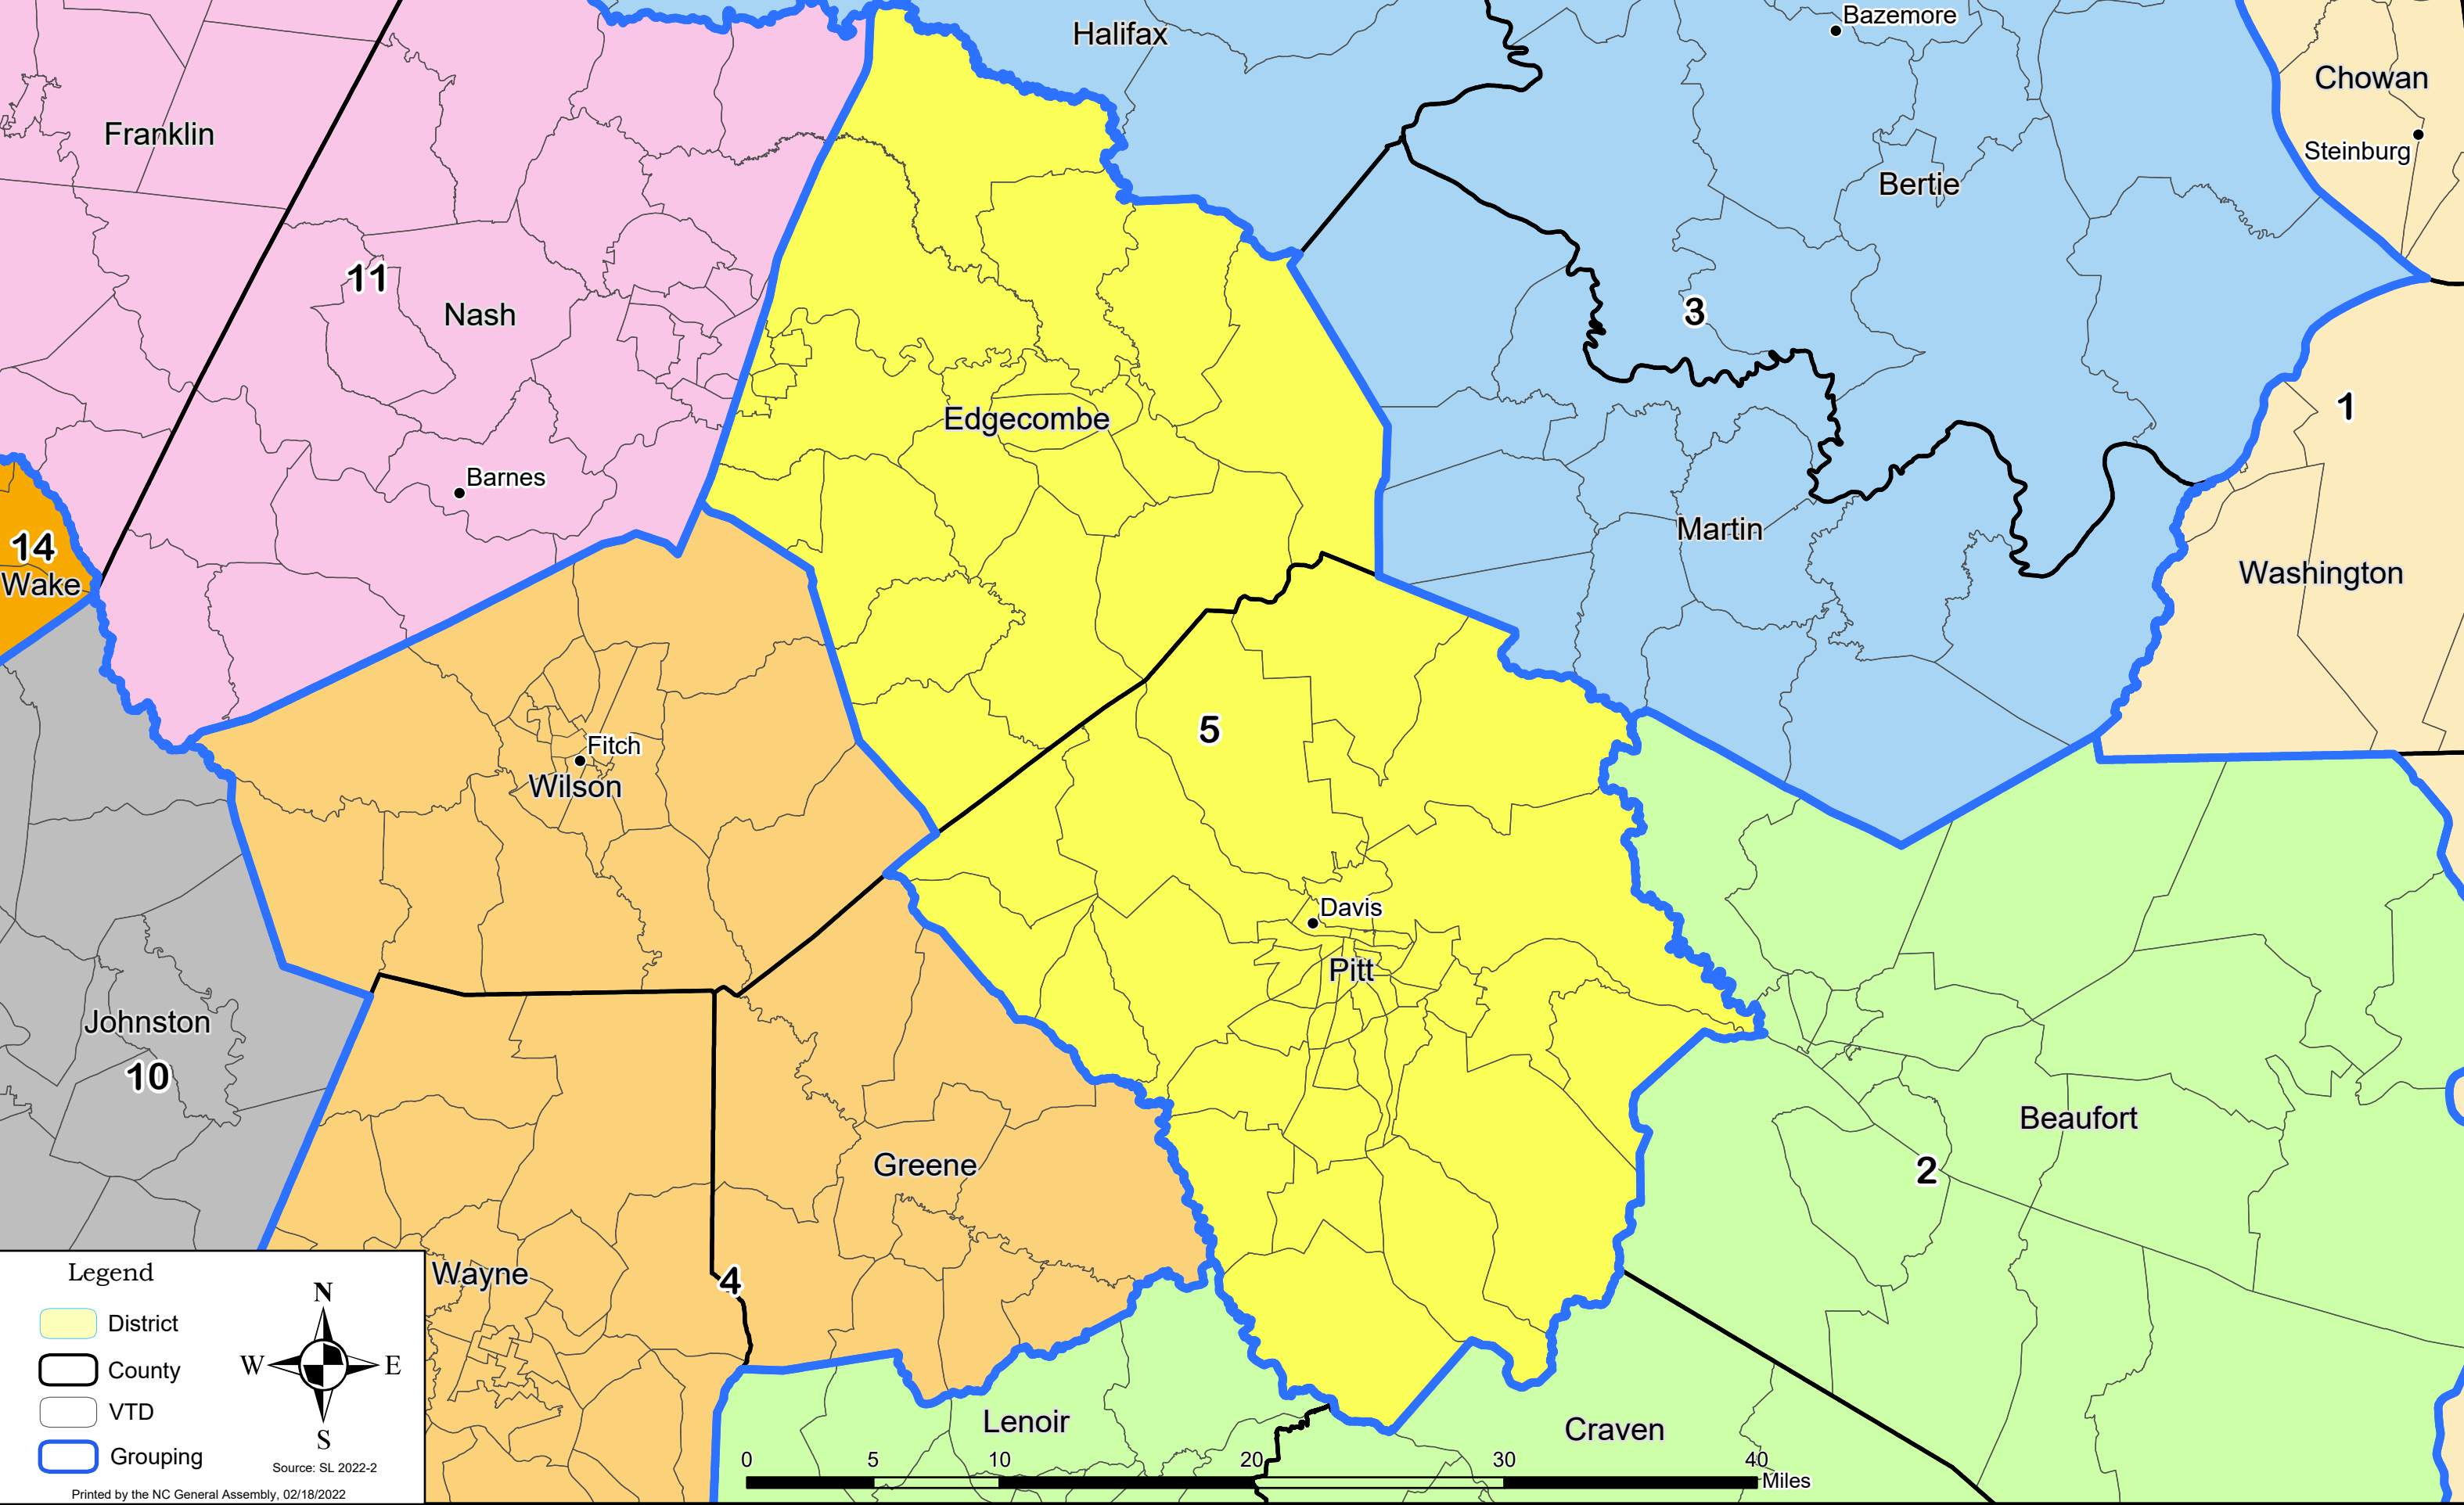 Bazemore
Halifax
Chowan
Franklin
Steinburg
Bertie
11
Nash
3
1
Edgecombe
Barnes
Martin
14
Wake
Washington
5
Fitch
Wilson
Davis
Pitt
Johnston
10
Beaufort
Greene
2
Wayne
4
Lenoir
Craven
Legend
District
County
VTD
Grouping
N
W E
S
Source: SL 2022-2
Printed by the NC General Assembly, 02/18/2022
0 5 10 20 30 40
Miles